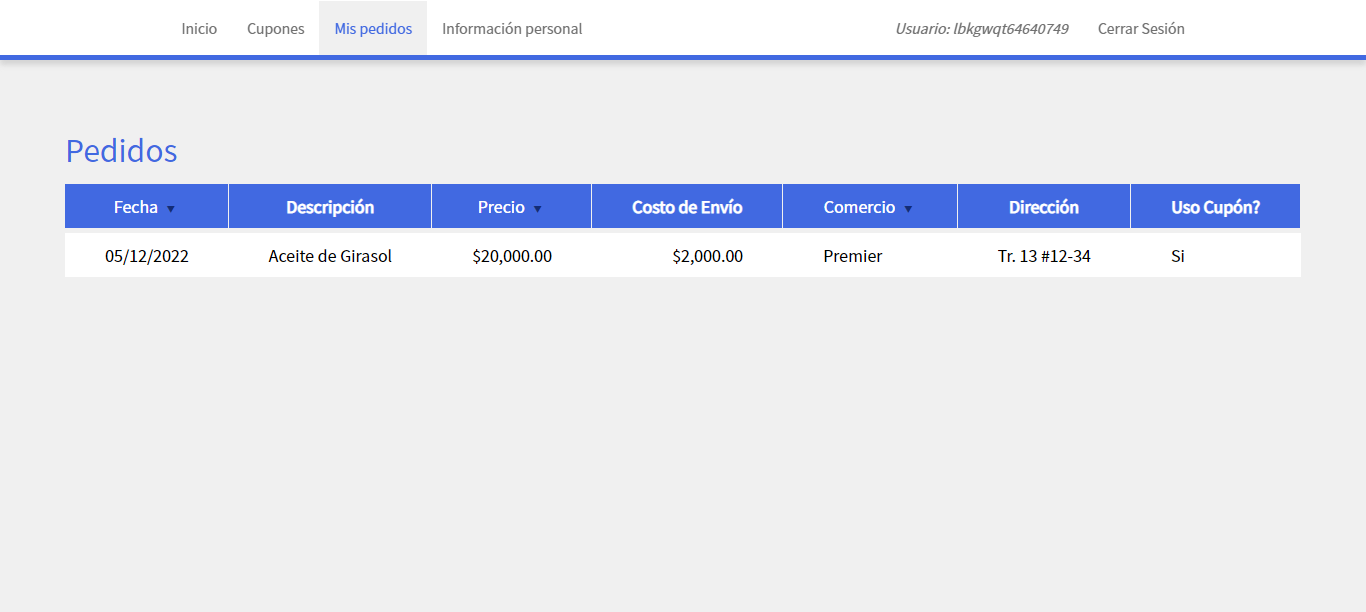 Inicio Cupones Mis pedidos Información personal Usuario: lbkgwqt64640749 Cerrar Sesión
Pedidos
Fecha Descripción Precio Costo de Envío Comercio Dirección Uso Cupón?
05/12/2022 Aceite de Girasol $20,000.00 $2,000.00 Premier Tr. 13 #12-34 Si